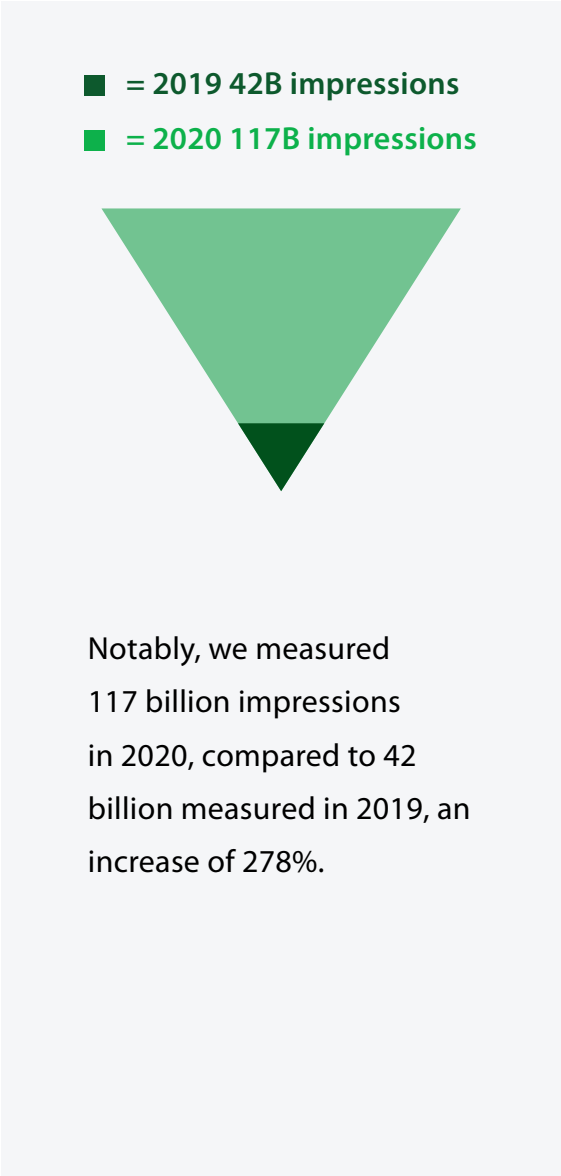 = 2019 42B impressions
= 2020 117B impressions
Notably, we measured
117 billion impressions
in 2020, compared to 42
billion measured in 2019, an
increase of 278%.